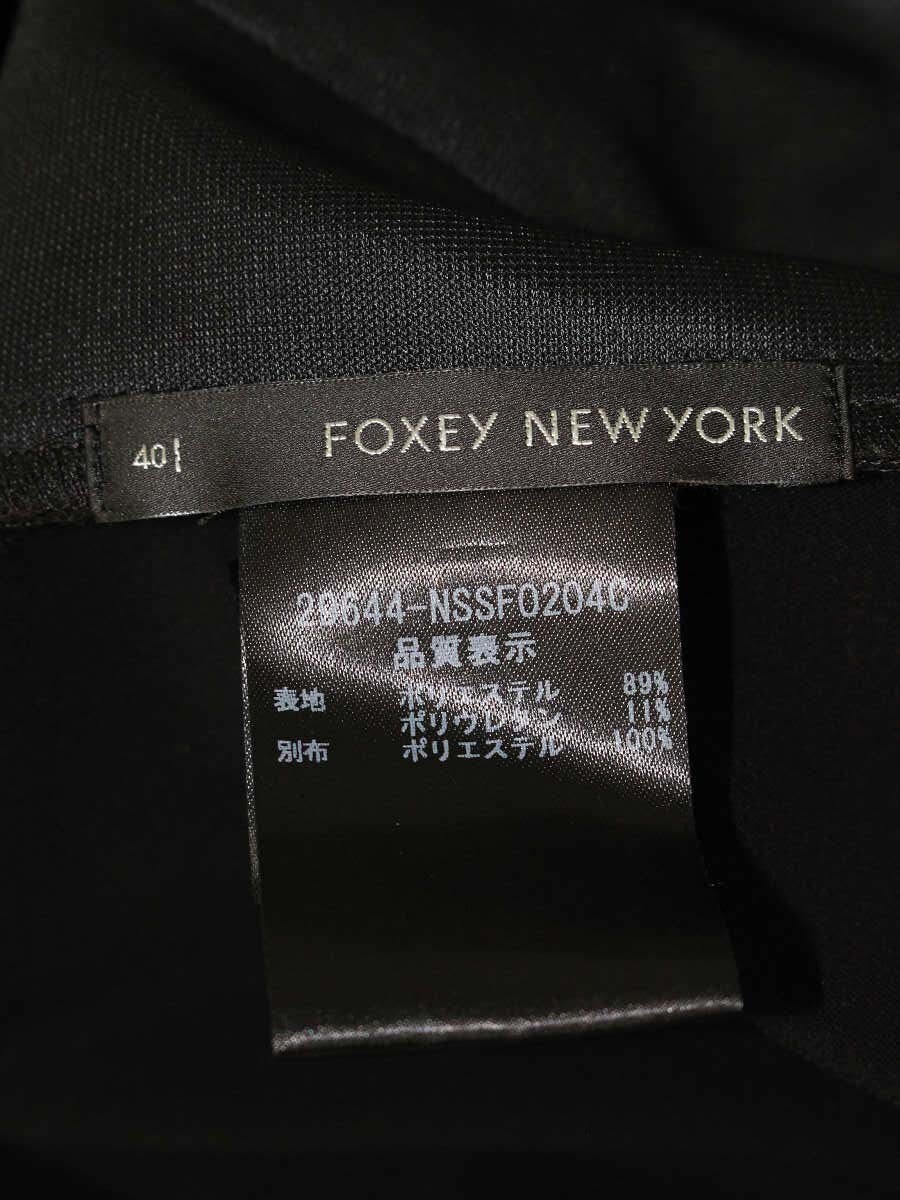 40
FOXEY NEW YORK
29644-NSSF0204C
品質表示
表地 ポリエステル 89%
ポリウレタン 11%
別布 ポリエステル 100%